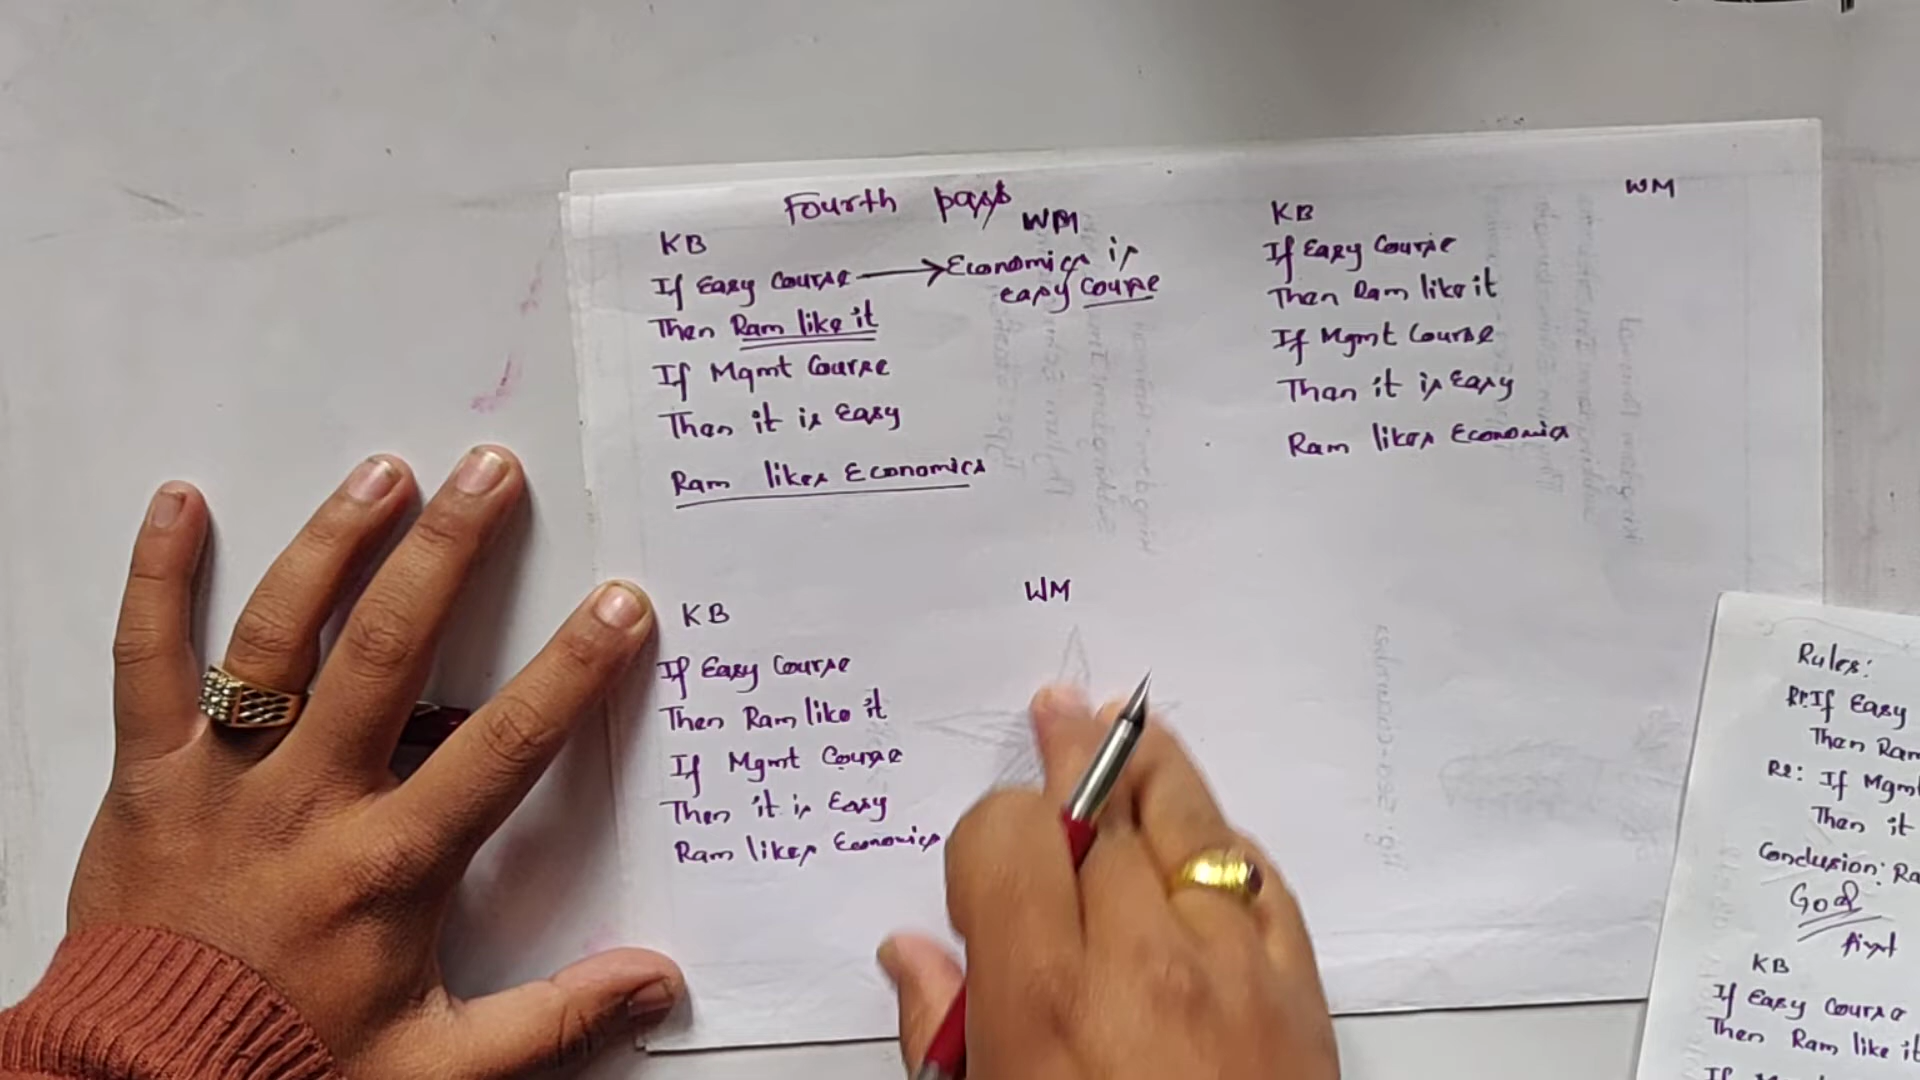 Fourth pass
KB
WM
If Easy Course → Economics is
easy Course
Then Ram like it
If Mgmt Course
Then it is Easy
Ram likes Economics
KB
WM
If Easy Course
Then Ram like it
If Mgmt Course
Than it is Easy
Ram likes Economics
KB
WM
If Easy Course
Then Ram like it
If Mgmt Course
Then it is Easy
Ram likes Economics
Rules:
If Easy
Then Ram
R2: If Mgmt
Then it
Conclusion: Ra
Goal
first
KB
If Easy Course
Then Ram like it